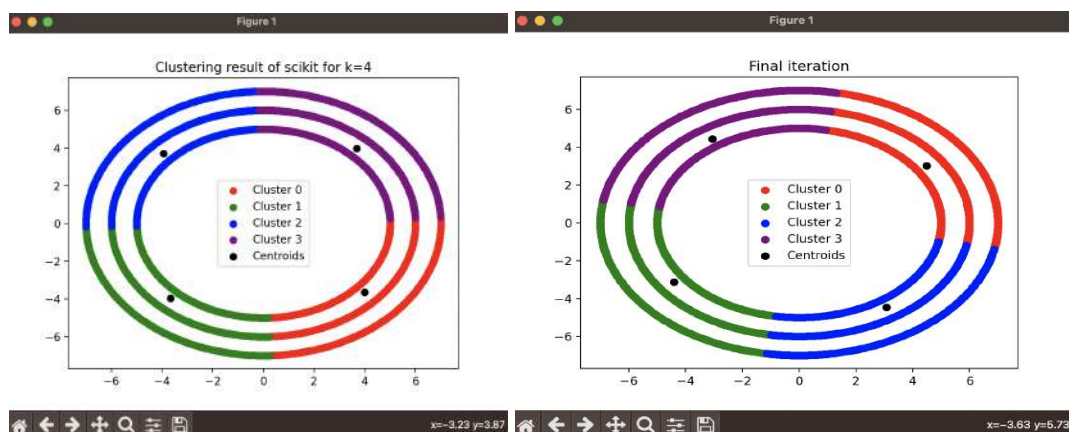 Figure 1
Clustering result of scikit for k=4
6
4
2
0
−2
−4
−6
Cluster 0
Cluster 1
Cluster 2
Cluster 3
Centroids
−6 −4 −2 0 2 4 6
x=−3.23 y=3.87
Figure 1
Final iteration
6
4
2
0
−2
−4
−6
Cluster 0
Cluster 1
Cluster 2
Cluster 3
Centroids
−6 −4 −2 0 2 4 6
x=−3.63 y=5.73